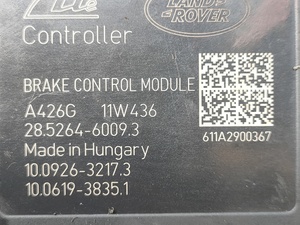 ATE
LAND-
ROVER
Controller
BRAKE CONTROL MODULE
A426G 11W436
28.5264-6009.3
611A2900367
Made in Hungary
10.0926-3217.3
10.0619-3835.1